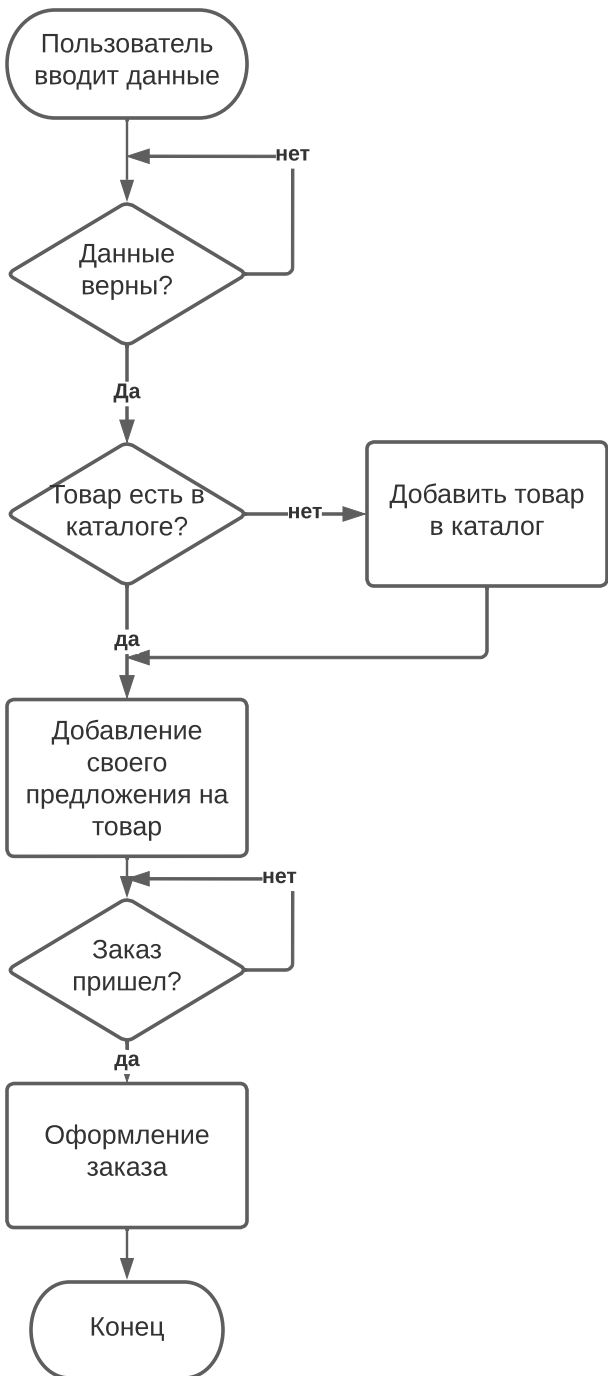 Пользователь
вводит данные
нет
Данные
верны?
Да
Товар есть в
каталоге?
нет
Добавить товар
в каталог
да
Добавление
своего
предложения на
товар
нет
Заказ
пришел?
да
Оформление
заказа
Конец